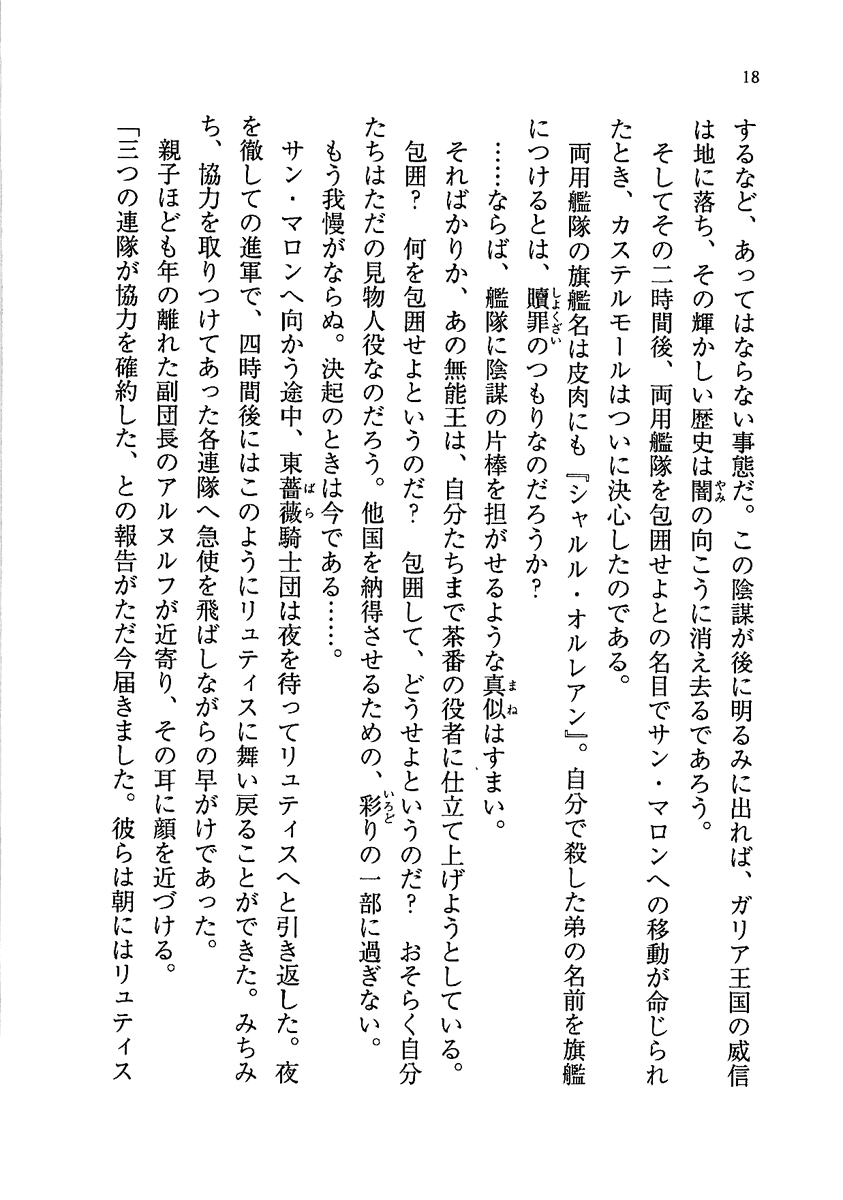 18
するなど、あってはならない事態だ。この陰謀が後に明るみに出れば、ガリア王国の威信
は地に落ち、その輝かしい歴史は闇の向こうに消え去るであろう。
やみ
そしてその二時間後、両用艦隊を包囲せよとの名目でサン・マロンへの移動が命じられ
たとき、カステルモールはついに決心したのである。
両用艦隊の旗艦名は皮肉にも『シャルル・オルレアン』。自分で殺した弟の名前を旗艦
につけるとは、贖罪のつもりなのだろうか?
しょくざい
……ならば、艦隊に陰謀の片棒を担がせるような真似はすまい。
まね
そればかりか、あの無能王は、自分たちまで茶番の役者に仕立て上げようとしている。
包囲? 何を包囲せよというのだ? 包囲して、どうせよというのだ? おそらく自分
たちはただの見物人役なのだろう。他国を納得させるための、彩りの一部に過ぎない。
いろど
もう我慢がならぬ。決起のときは今である……。
サン・マロンへ向かう途中、東薔薇騎士団は夜を待ってリュティスへと引き返した。夜
ばら
を徹しての進軍で、四時間後にはこのようにリュティスに舞い戻ることができた。みちみ
ち、協力を取りつけてあった各連隊へ急使を飛ばしながらの早がけであった。
親子ほども年の離れた副団長のアルヌルフが近寄り、その耳に顔を近づける。
「三つの連隊が協力を確約した、との報告がただ今届きました。彼らは朝にはリュティス